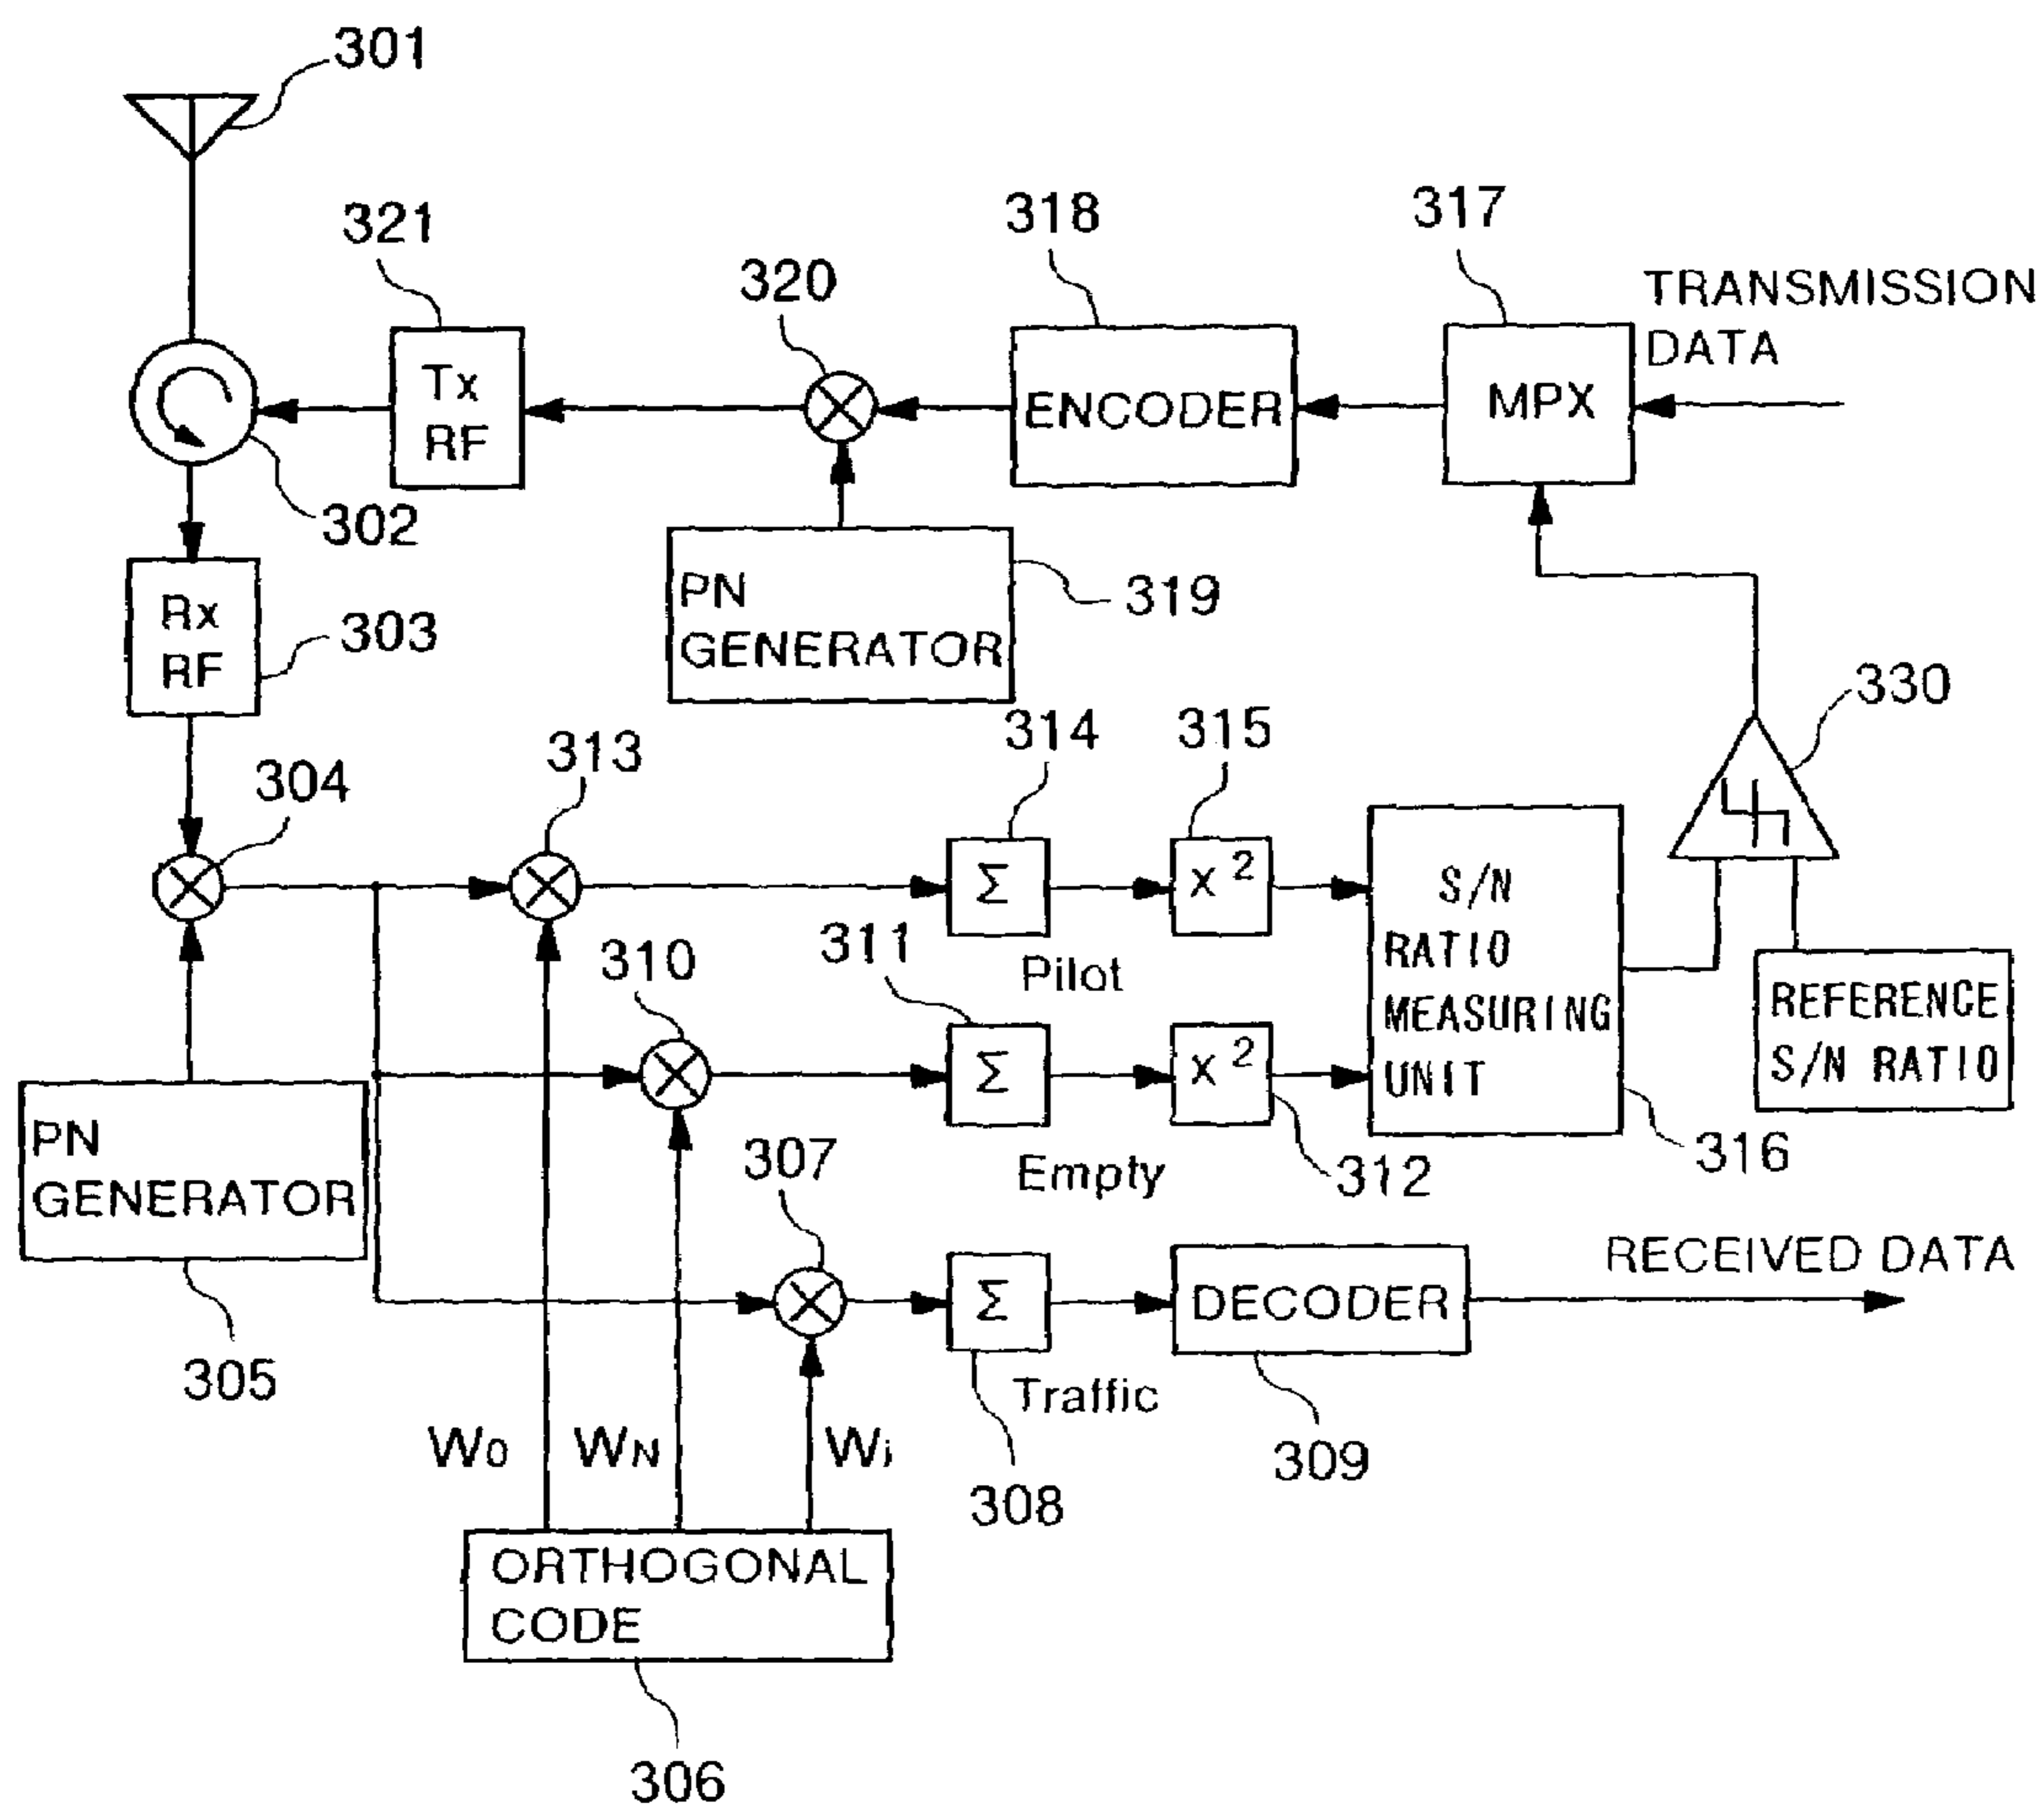 301
321
318
317
320
TRANSMISSION
DATA
Tx
RF
ENCODER
MPX
302
PN
GENERATOR
319
Rx
RF
303
330
304
313
314
315
Σ
X 2
S/N
RATIO
MEASURING
UNIT
310
311
Pilot
REFERENCE
S/N RATIO
Σ
X 2
PN
GENERATOR
307
Empty
312
316
RECEIVED DATA
Σ
DECODER
305
Traffic
W0
WN
Wi
308
309
ORTHOGONAL
CODE
306